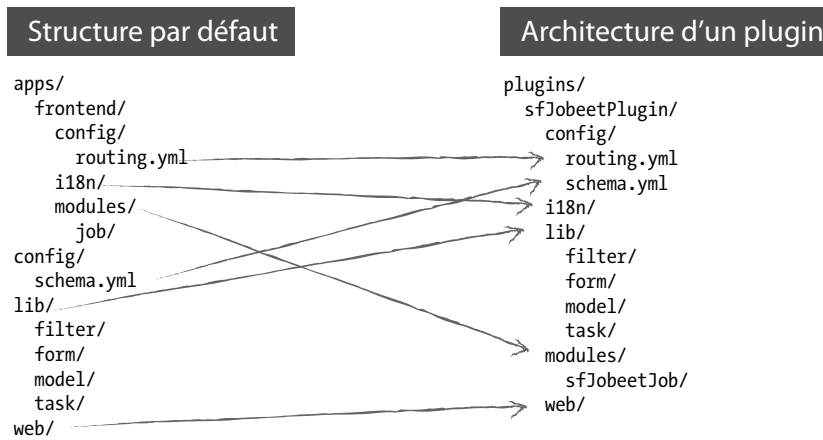 Structure par défaut
apps/
frontend/
config/
routing.yml
i18n/
modules/
job/
config/
schema.yml
lib/
filter/
form/
model/
task/
web/
Architecture d'un plugin
plugins/
sfJobeetPlugin/
config/
routing.yml
schema.yml
i18n/
lib/
filter/
form/
model/
task/
modules/
sfJobeetJob/
web/